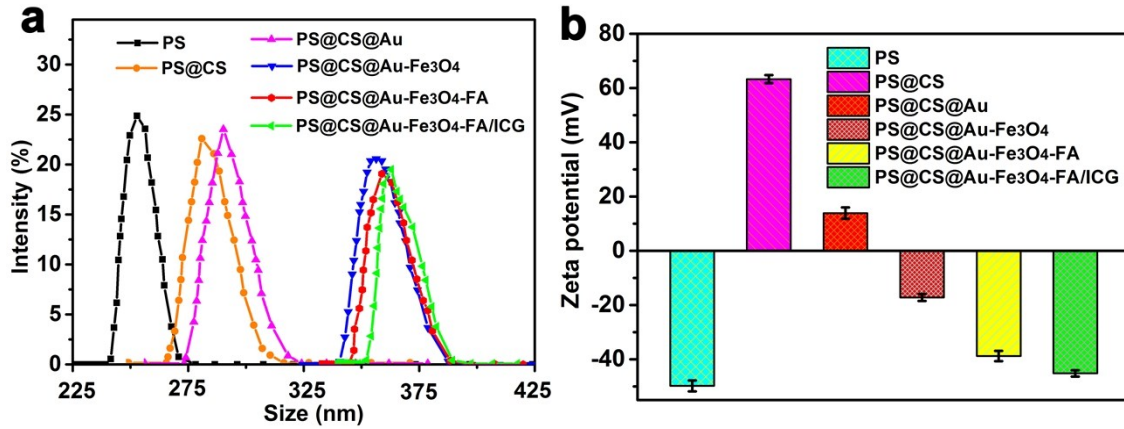 a
PS
PS@CS
PS@CS@Au
PS@CS@Au-Fe3O4
PS@CS@Au-Fe3O4-FA
PS@CS@Au-Fe3O4-FA/ICG
Intensity (%)
30
25
20
15
10
5
0
225
275
325
375
425
Size (nm)
b
PS
PS@CS
PS@CS@Au
PS@CS@Au-Fe3O4
PS@CS@Au-Fe3O4-FA
PS@CS@Au-Fe3O4-FA/ICG
Zeta potential (mV)
80
60
40
20
0
-20
-40